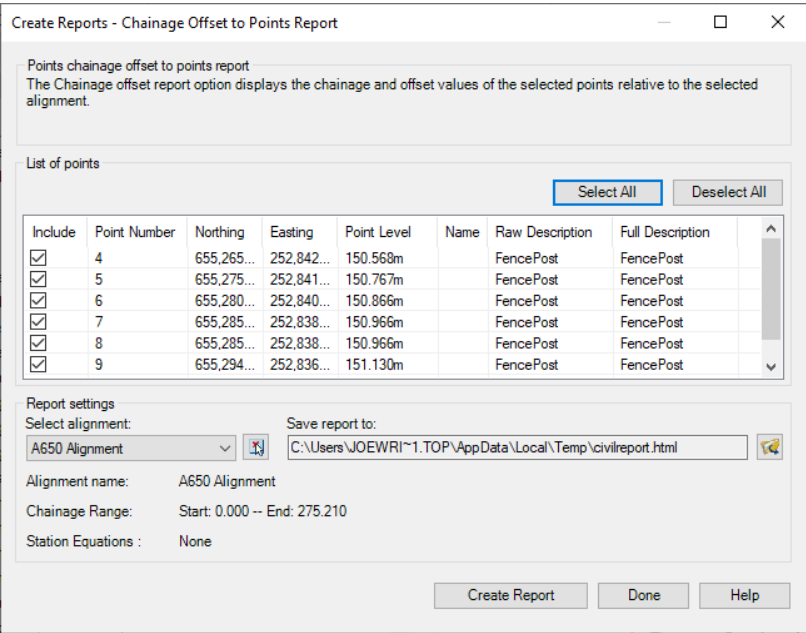 Create Reports - Chainage Offset to Points Report
Points chainage offset to points report
The Chainage offset report option displays the chainage and offset values of the selected points relative to the selected
alignment.
List of points
Select All Deselect All
Include Point Number Northing Easting Point Level Name Raw Description Full Description
4 655,265... 252,842... 150.568m FencePost FencePost
5 655,275... 252,841... 150.767m FencePost FencePost
6 655,280... 252,840... 150.866m FencePost FencePost
7 655,285... 252,838... 150.966m FencePost FencePost
8 655,285... 252,838... 150.966m FencePost FencePost
9 655,294... 252,836... 151.130m FencePost FencePost
Report settings
Select alignment: Save report to:
A650 Alignment C:\Users\JOEWRI~1.TOP\AppData\Local\Temp\civilreport.html
Alignment name: A650 Alignment
Chainage Range: Start: 0.000 -- End: 275.210
Station Equations : None
Create Report Done Help